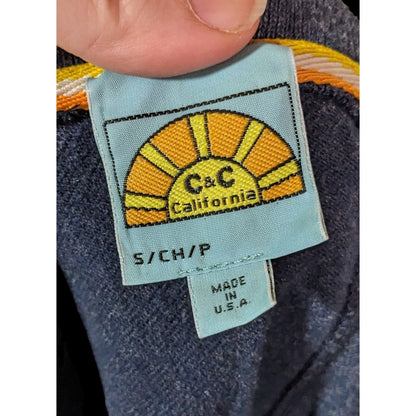 C&C
California
S/CH/P
MADE
IN
U.S.A.